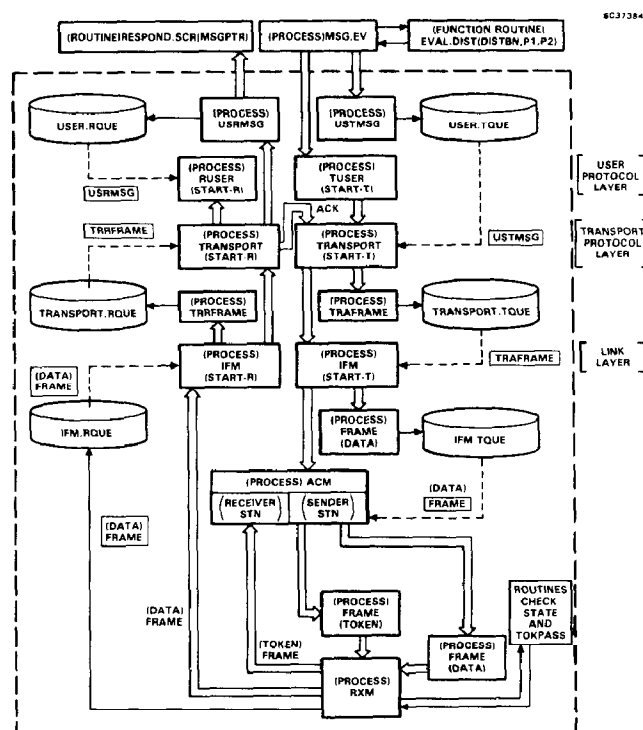 SC37384
(ROUTINE)RESPOND.SCR(MSGPTR)
(PROCESS)MSG.EV
(FUNCTION ROUTINE)
EVAL.DIST(DISTBN,P1,P2)
USER.RQUE
(PROCESS)
USRMSG
(PROCESS)
USTMSG
USER.TQUE
USRMSG
(PROCESS)
RUSER
(START-R)
(PROCESS)
TUSER
(START-T)
USER
PROTOCOL
LAYER
ACK
TRRFRAME
(PROCESS)
TRANSPORT
(START-R)
(PROCESS)
TRANSPORT
(START-T)
USTMSG
TRANSPORT
PROTOCOL
LAYER
TRANSPORT.RQUE
(PROCESS)
TRRFRAME
(PROCESS)
TRAFRAME
TRANSPORT.TQUE
(DATA)
FRAME
(PROCESS)
IFM
(START-R)
(PROCESS)
IFM
(START-T)
TRAFRAME
LINK
LAYER
IFM.RQUE
(PROCESS)
FRAME
(DATA)
IFM TQUE
(PROCESS) ACM
(RECEIVER
STN)
(SENDER
STN)
(DATA)
FRAME
(DATA)
FRAME
(DATA)
FRAME
(TOKEN)
FRAME
(PROCESS)
FRAME
(TOKEN)
(PROCESS)
FRAME
(DATA)
ROUTINES
CHECK
STATE
AND
TOKPASS
(PROCESS)
RXM